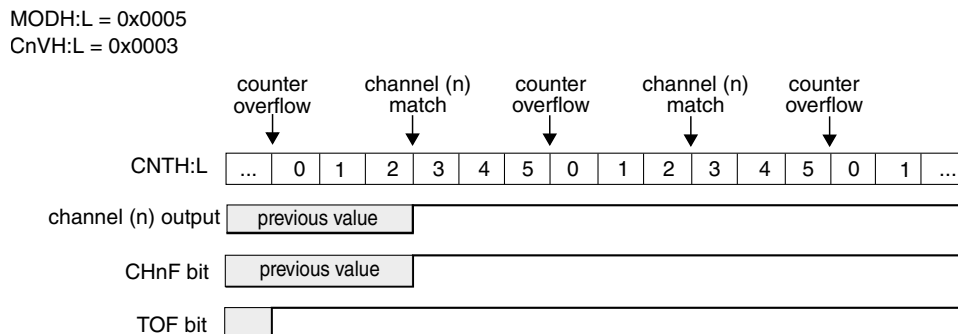 MODH:L = 0x0005
CnVH:L = 0x0003
counter overflow
channel (n) match
counter overflow
channel (n) match
counter overflow
CNTH:L ... 0 1 2 3 4 5 0 1 2 3 4 5 0 1 ...
channel (n) output previous value
CHnF bit previous value
TOF bit